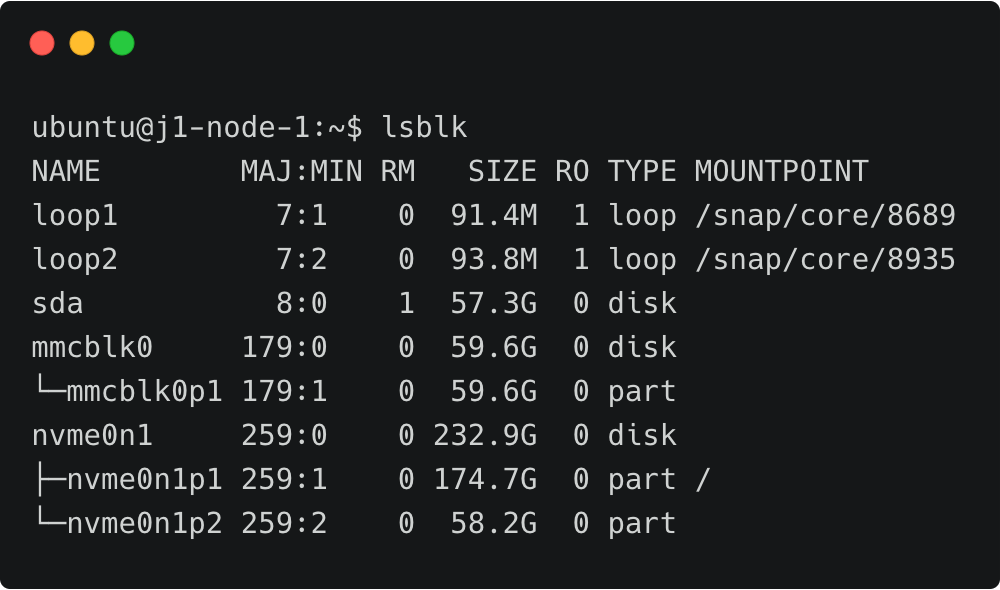 ubuntu@j1-node-1:~$ lsblk
NAME        MAJ:MIN RM   SIZE RO TYPE MOUNTPOINT
loop1         7:1    0  91.4M  1 loop /snap/core/8689
loop2         7:2    0  93.8M  1 loop /snap/core/8935
sda           8:0    1  57.3G  0 disk
mmcblk0     179:0    0  59.6G  0 disk
└─mmcblk0p1 179:1    0  59.6G  0 part
nvme0n1     259:0    0 232.9G  0 disk
├─nvme0n1p1 259:1    0 174.7G  0 part /
└─nvme0n1p2 259:2    0  58.2G  0 part